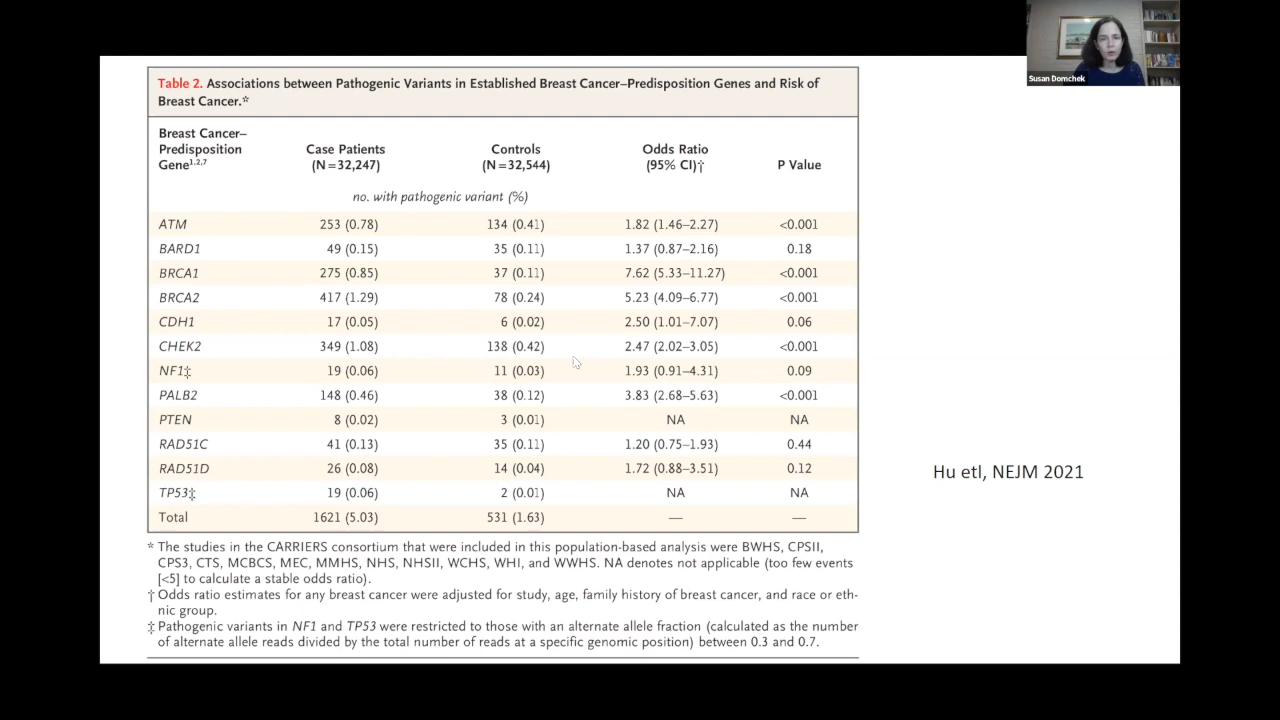 Susan Domchek
Table 2. Associations between Pathogenic Variants in Established Breast Cancer–Predisposition Genes and Risk of
Breast Cancer.*
Breast Cancer–
Predisposition
Gene1,2,7
Case Patients
(N=32,247)
Controls
(N=32,544)
Odds Ratio
(95% CI)†
P Value
no. with pathogenic variant (%)
ATM 253 (0.78) 134 (0.41) 1.82 (1.46–2.27) <0.001
BARD1 49 (0.15) 35 (0.11) 1.37 (0.87–2.16) 0.18
BRCA1 275 (0.85) 37 (0.11) 7.62 (5.33–11.27) <0.001
BRCA2 417 (1.29) 78 (0.24) 5.23 (4.09–6.77) <0.001
CDH1 17 (0.05) 6 (0.02) 2.50 (1.01–7.07) 0.06
CHEK2 349 (1.08) 138 (0.42) 2.47 (2.02–3.05) <0.001
NF1‡ 19 (0.06) 11 (0.03) 1.93 (0.91–4.31) 0.09
PALB2 148 (0.46) 38 (0.12) 3.83 (2.68–5.63) <0.001
PTEN 8 (0.02) 3 (0.01) NA NA
RAD51C 41 (0.13) 35 (0.11) 1.20 (0.75–1.93) 0.44
RAD51D 26 (0.08) 14 (0.04) 1.72 (0.88–3.51) 0.12
TP53‡ 19 (0.06) 2 (0.01) NA NA
Total 1621 (5.03) 531 (1.63) — —
* The studies in the CARRIERS consortium that were included in this population-based analysis were BWHS, CPSII,
CPS3, CTS, MCBCS, MEC, MMHS, NHS, NHSII, WCHS, WHI, and WWHS. NA denotes not applicable (too few events
[<5] to calculate a stable odds ratio).
† Odds ratio estimates for any breast cancer were adjusted for study, age, family history of breast cancer, and race or eth-
nic group.
‡ Pathogenic variants in NF1 and TP53 were restricted to those with an alternate allele fraction (calculated as the number
of alternate allele reads divided by the total number of reads at a specific genomic position) between 0.3 and 0.7.
Hu etl, NEJM 2021